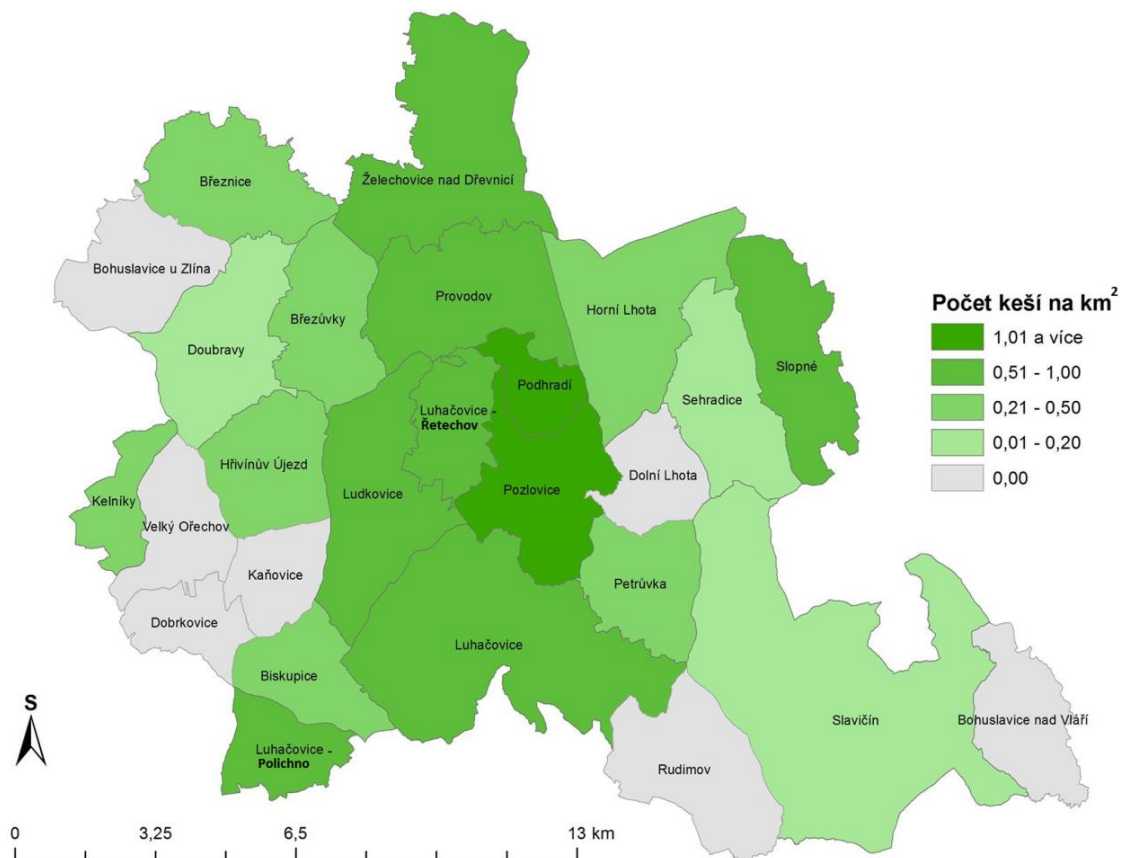 Želechovice nad Dřevnicí
Březnice
Bohuslavice u Zlína
Provodov
Horní Lhota
Březůvky
Doubravy
Slopné
Podhradí
Sehradice
Luhačovice -
Řetechov
Hřivínův Újezd
Dolní Lhota
Pozlovice
Ludkovice
Kelníky
Velký Ořechov
Kaňovice
Petrůvka
Dobrkovice
Luhačovice
Biskupice
Slavičín
Bohuslavice nad Vláří
Luhačovice -
Polichno
Rudimov
Počet keší na km²
1,01 a více
0,51 - 1,00
0,21 - 0,50
0,01 - 0,20
0,00
S
0 3,25 6,5 13 km